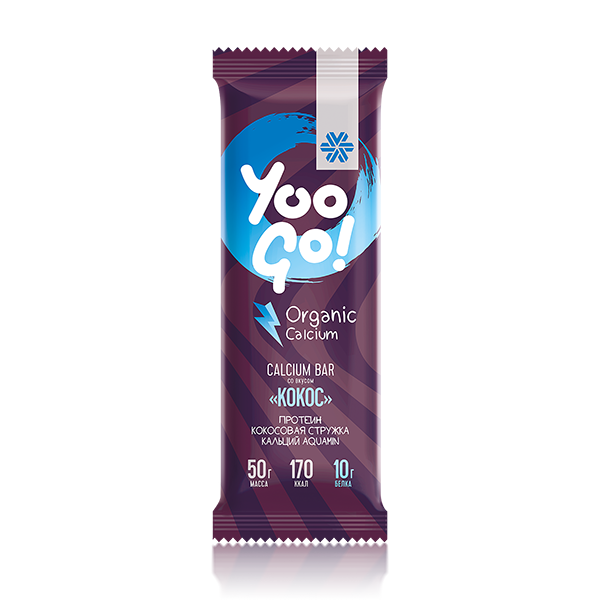 Yoo
Go!
Organic
Calcium
CALCIUM BAR
со вкусом
«КОКОС»
ПРОТЕИН
КОКОСОВАЯ СТРУЖКА
КАЛЬЦИЙ AQUAMIN
50г 170 10г
МАССА ККАЛ БЕЛКА